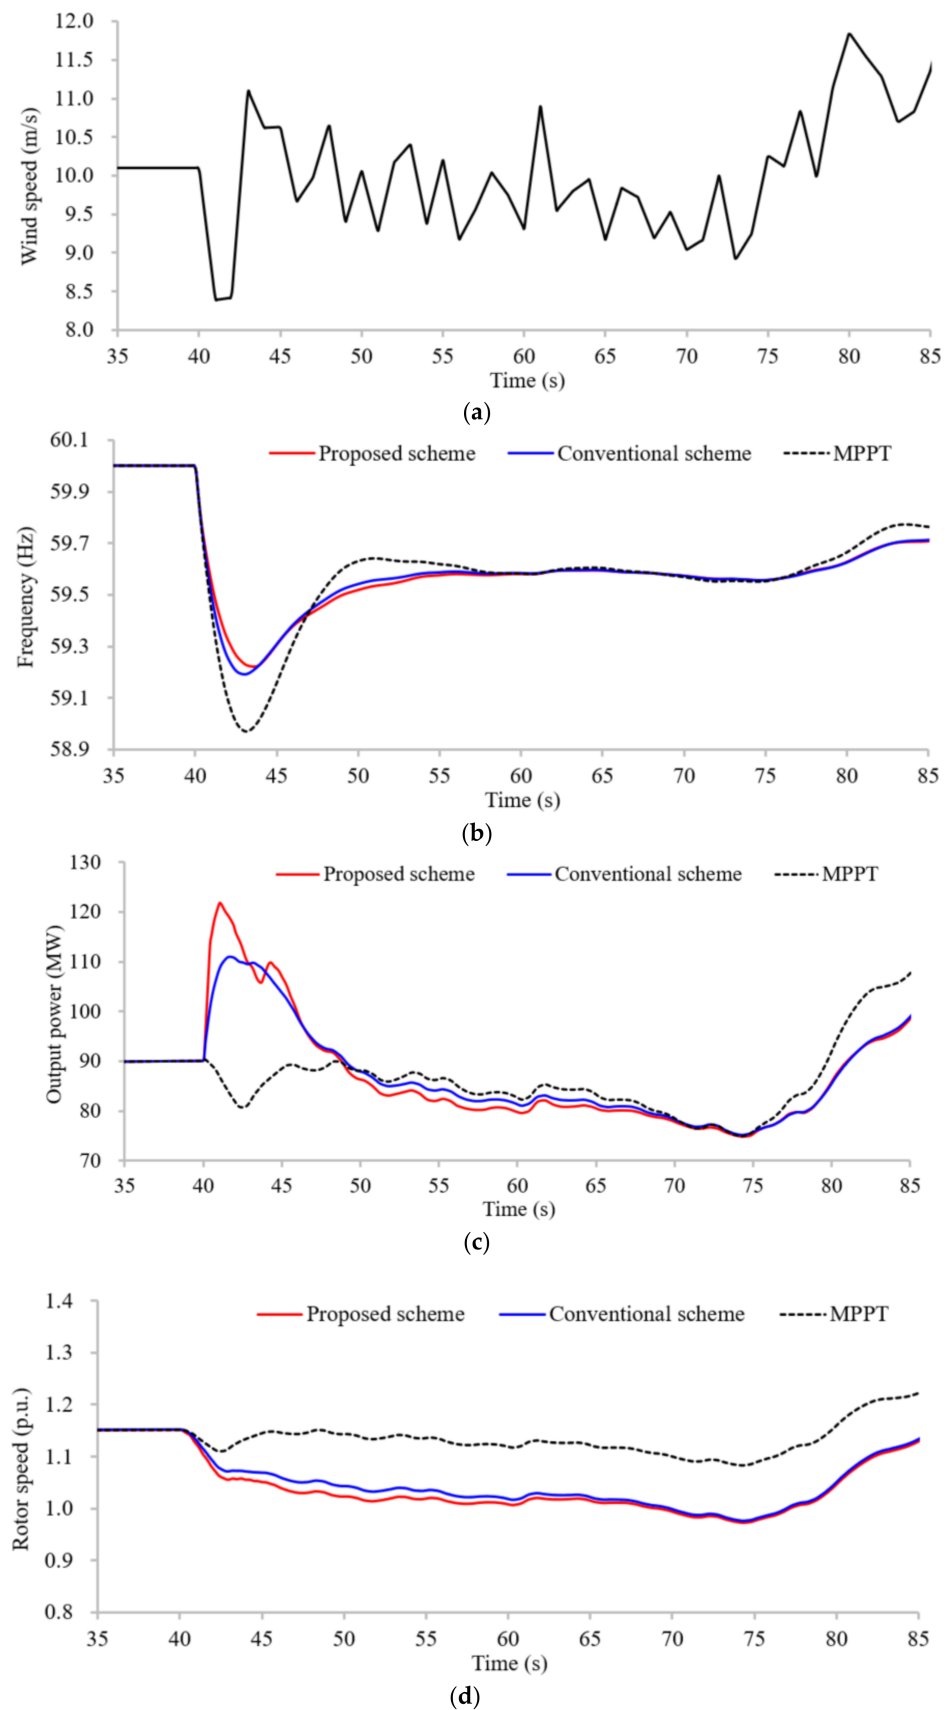 12.0
11.5
11.0
10.5
10.0
9.5
9.0
8.5
8.0
Wind speed (m/s)
35 40 45 50 55 60 65 70 75 80 85
Time (s)
(a)
60.1
59.9
59.7
59.5
59.3
59.1
58.9
Frequency (Hz)
Proposed scheme Conventional scheme MPPT
35 40 45 50 55 60 65 70 75 80 85
Time (s)
(b)
130
120
110
100
90
80
70
Output power (MW)
Proposed scheme Conventional scheme MPPT
35 40 45 50 55 60 65 70 75 80 85
Time (s)
(c)
1.4
1.3
1.2
1.1
1.0
0.9
0.8
Rotor speed (p.u.)
Proposed scheme Conventional scheme MPPT
35 40 45 50 55 60 65 70 75 80 85
Time (s)
(d)